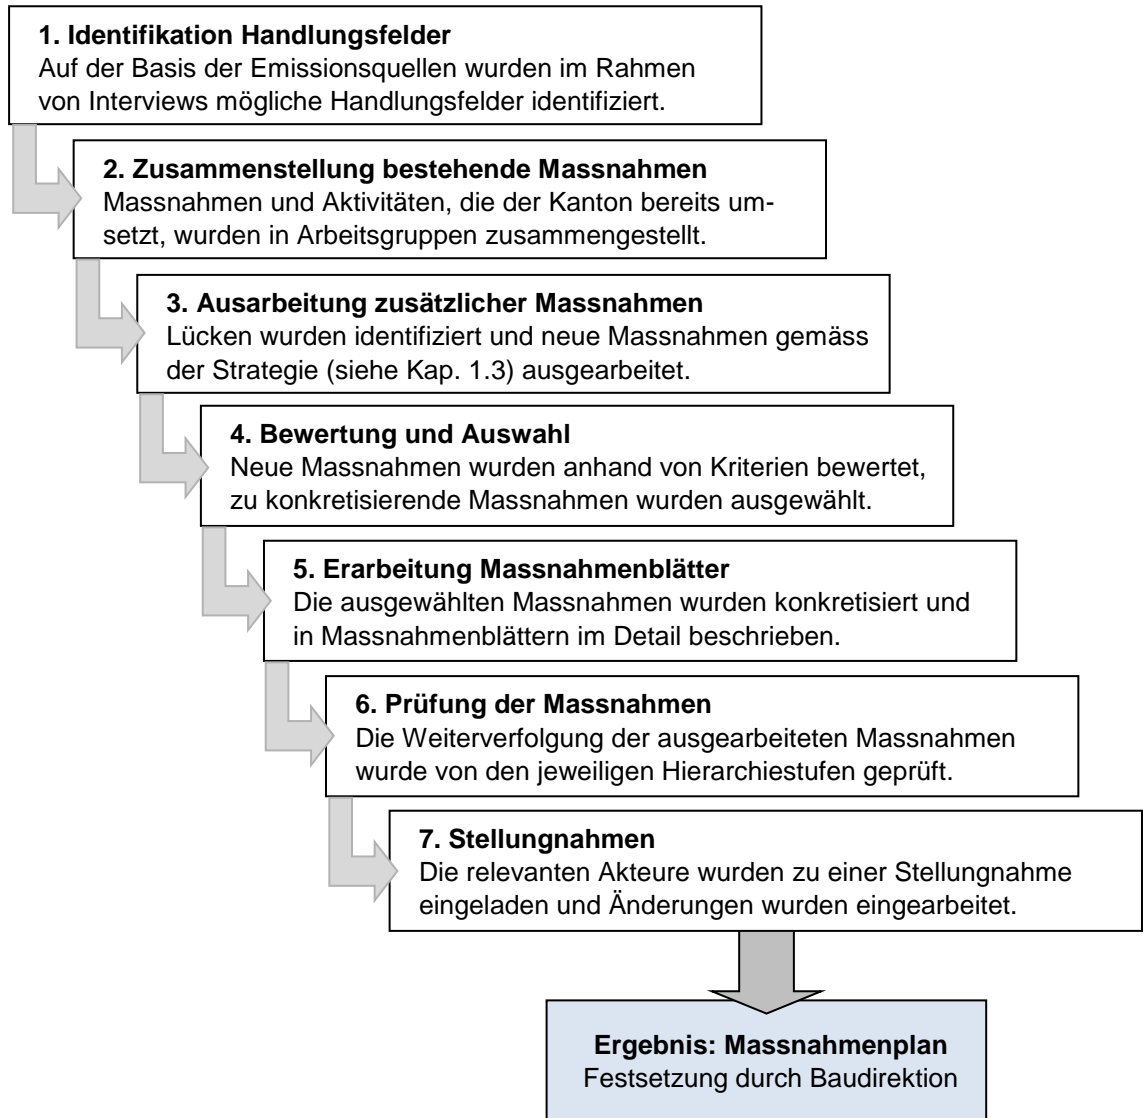 1. Identifikation Handlungsfelder
Auf der Basis der Emissionsquellen wurden im Rahmen
von Interviews mögliche Handlungsfelder identifiziert.
2. Zusammenstellung bestehende Massnahmen
Massnahmen und Aktivitäten, die der Kanton bereits um-
setzt, wurden in Arbeitsgruppen zusammengestellt.
3. Ausarbeitung zusätzlicher Massnahmen
Lücken wurden identifiziert und neue Massnahmen gemäss
der Strategie (siehe Kap. 1.3) ausgearbeitet.
4. Bewertung und Auswahl
Neue Massnahmen wurden anhand von Kriterien bewertet,
zu konkretisierende Massnahmen wurden ausgewählt.
5. Erarbeitung Massnahmenblätter
Die ausgewählten Massnahmen wurden konkretisiert und
in Massnahmenblättern im Detail beschrieben.
6. Prüfung der Massnahmen
Die Weiterverfolgung der ausgearbeiteten Massnahmen
wurde von den jeweiligen Hierarchiestufen geprüft.
7. Stellungnahmen
Die relevanten Akteure wurden zu einer Stellungnahme
eingeladen und Änderungen wurden eingearbeitet.
Ergebnis: Massnahmenplan
Festsetzung durch Baudirektion